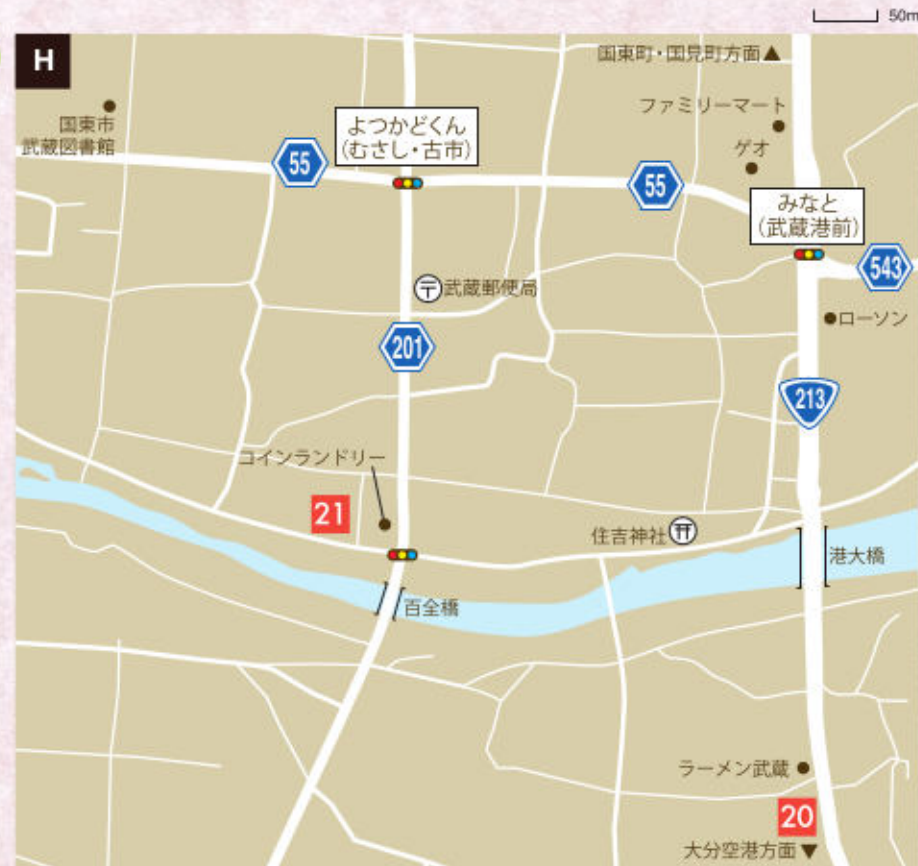 50m
H
国東町・国見町方面▲
ファミリーマート
国東市
武蔵図書館
よつかどくん
(むさし・古市)
ゲオ
55
55
みなと
(武蔵港前)
543
〒武蔵郵便局
ローソン
201
213
コインランドリー
21
住吉神社
港大橋
百全橋
ラーメン武蔵
20
大分空港方面▼